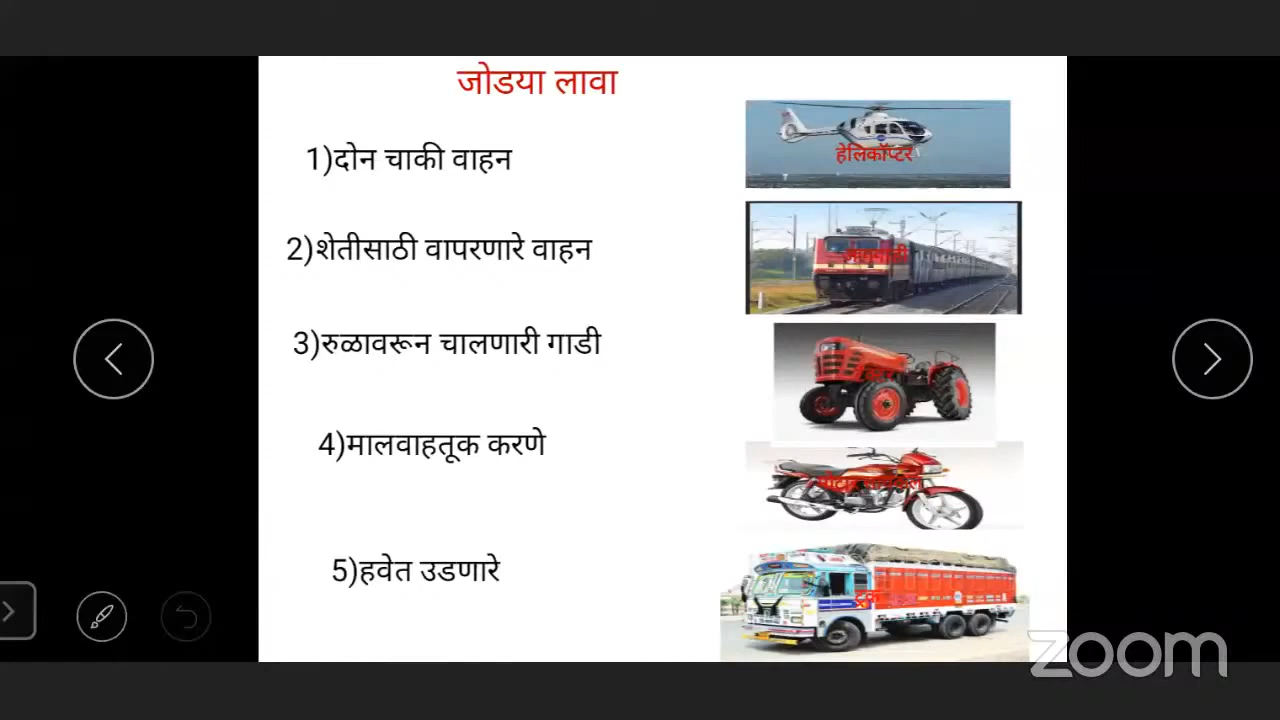 जोडया लावा
1)दोन चाकी वाहन
हेलिकॉप्टर
2)शेतीसाठी वापरणारे वाहन
3)रुळावरून चालणारी गाडी
4)मालवाहतूक करणे
5)हवेत उडणारे
zoom